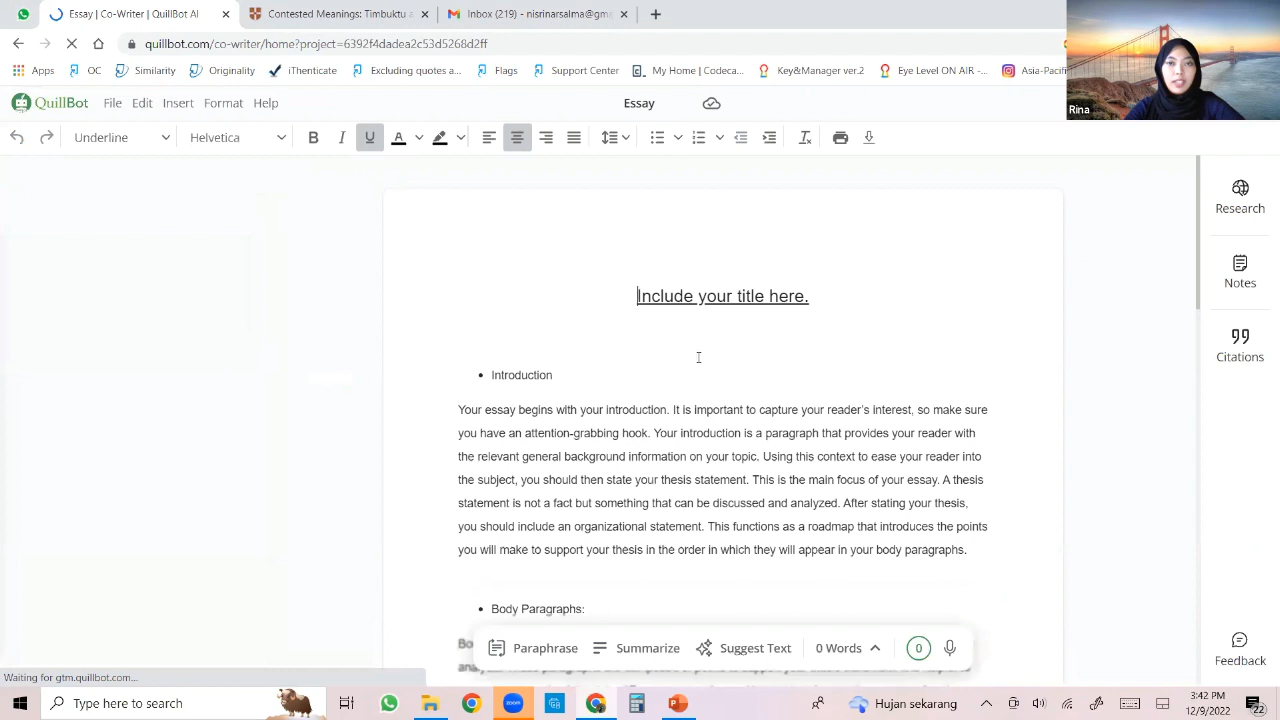 Essay | Co-Writer | QuillBot AI
Contested Meanings: Timbuktu a
Inbox (219) - nisrinarsalma@gm
quillbot.com/co-writer/home?project=
Apps
OC
Similarity
Originality
iThenticate
Excluding quotes a...
Flags
Support Center
My Home | Codeca...
Key&Manager ver.2
Eye Level ON AIR -...
Asia-Pacif
Rina
QuillBot
File
Edit
Insert
Format
Help
Essay
Underline
Helvetica
B
I
U
A
Research
Notes
Citations
Include your title here.
• Introduction
Your essay begins with your introduction. It is important to capture your reader's interest, so make sure
you have an attention-grabbing hook. Your introduction is a paragraph that provides your reader with
the relevant general background information on your topic. Using this context to ease your reader into
the subject, you should then state your thesis statement. This is the main focus of your essay. A thesis
statement is not a fact but something that can be discussed and analyzed. After stating your thesis,
you should include an organizational statement. This functions as a roadmap that introduces the points
you will make to support your thesis in the order in which they will appear in your body paragraphs.
• Body Paragraphs:
Paraphrase
Summarize
Suggest Text
0 Words
0
Feedback
Waiting for gtm.quillbot.com...
Type here to search
zoom
Hujan sekarang
3:42 PM
12/9/2022
22